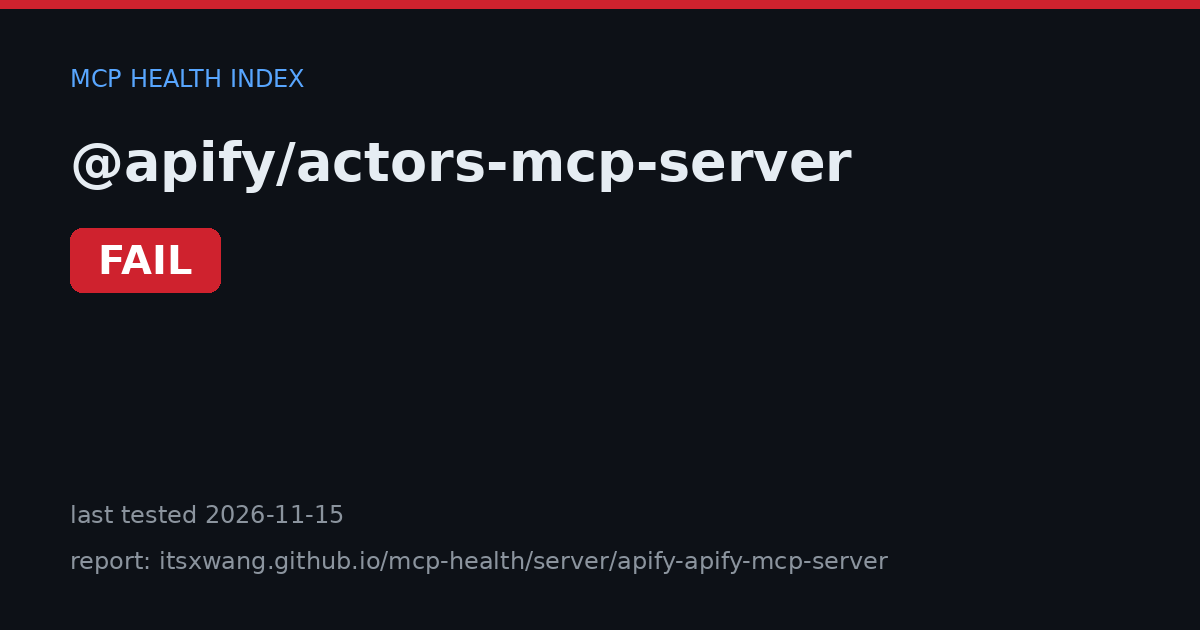 MCP HEALTH INDEX
@apify/actors-mcp-server
FAIL
last tested 2026-11-15
report: itsxwang.github.io/mcp-health/server/apify-apify-mcp-server